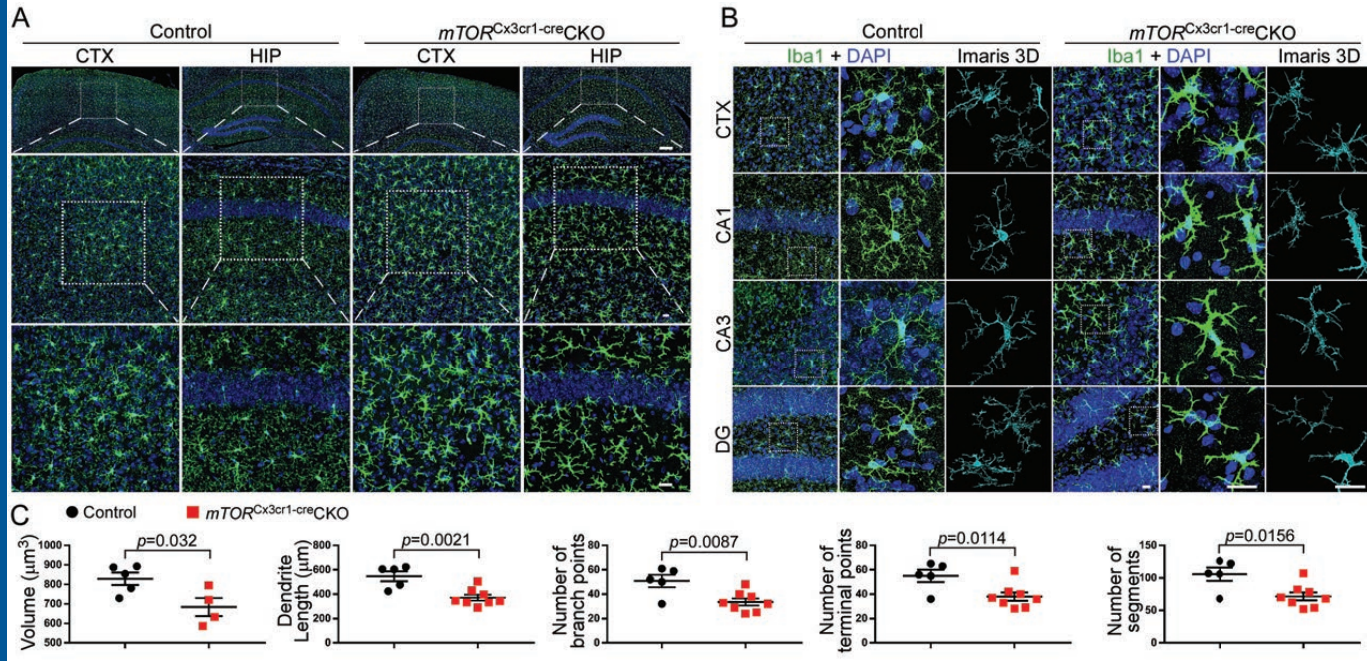 A
Control
mTORCx3cr1-creCKO
CTX
HIP
CTX
HIP
B
Control
mTORCx3cr1-creCKO
Iba1 + DAPI
Imaris 3D
Iba1 + DAPI
Imaris 3D
CTX
CA1
CA3
DG
C
Control
mTORCx3cr1-creCKO
Volume (μm3)
1000
900
800
700
600
500
p=0.032
Dendrite
Length (μm)
800
600
400
200
0
p=0.0021
Number of
branch points
80
60
40
20
0
p=0.0087
Number of
terminal points
80
60
40
20
0
p=0.0114
Number of
segments
150
100
50
0
p=0.0156